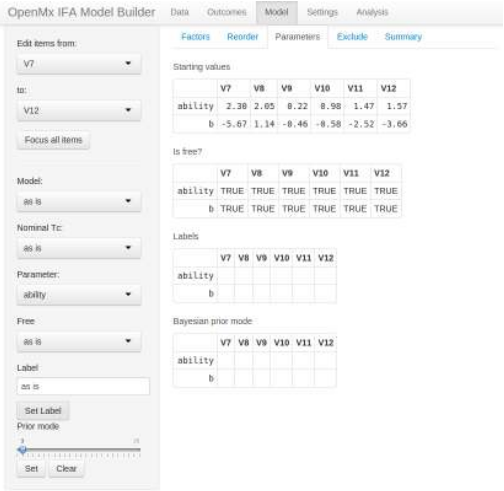 OpenMx IFA Model Builder Data Outcomes Model Settings Analysis
Edit items from:
V7
to:
V12
Focus all items
Model:
as is
Nominal Tc:
as is
Parameter:
ability
Free
as is
Label
as is
Set Label
Prior mode
Set Clear
Factors Reorder Parameters Exclude Summary
Starting values
V7 V8 V9 V10 V11 V12
ability 2.30 2.05 0.22 0.98 1.47 1.57
b -5.67 1.14 -0.46 -0.58 -2.52 -3.66
Is free?
V7 V8 V9 V10 V11 V12
ability TRUE TRUE TRUE TRUE TRUE TRUE
b TRUE TRUE TRUE TRUE TRUE TRUE
Labels
V7 V8 V9 V10 V11 V12
ability
b
Bayesian prior mode
V7 V8 V9 V10 V11 V12
ability
b